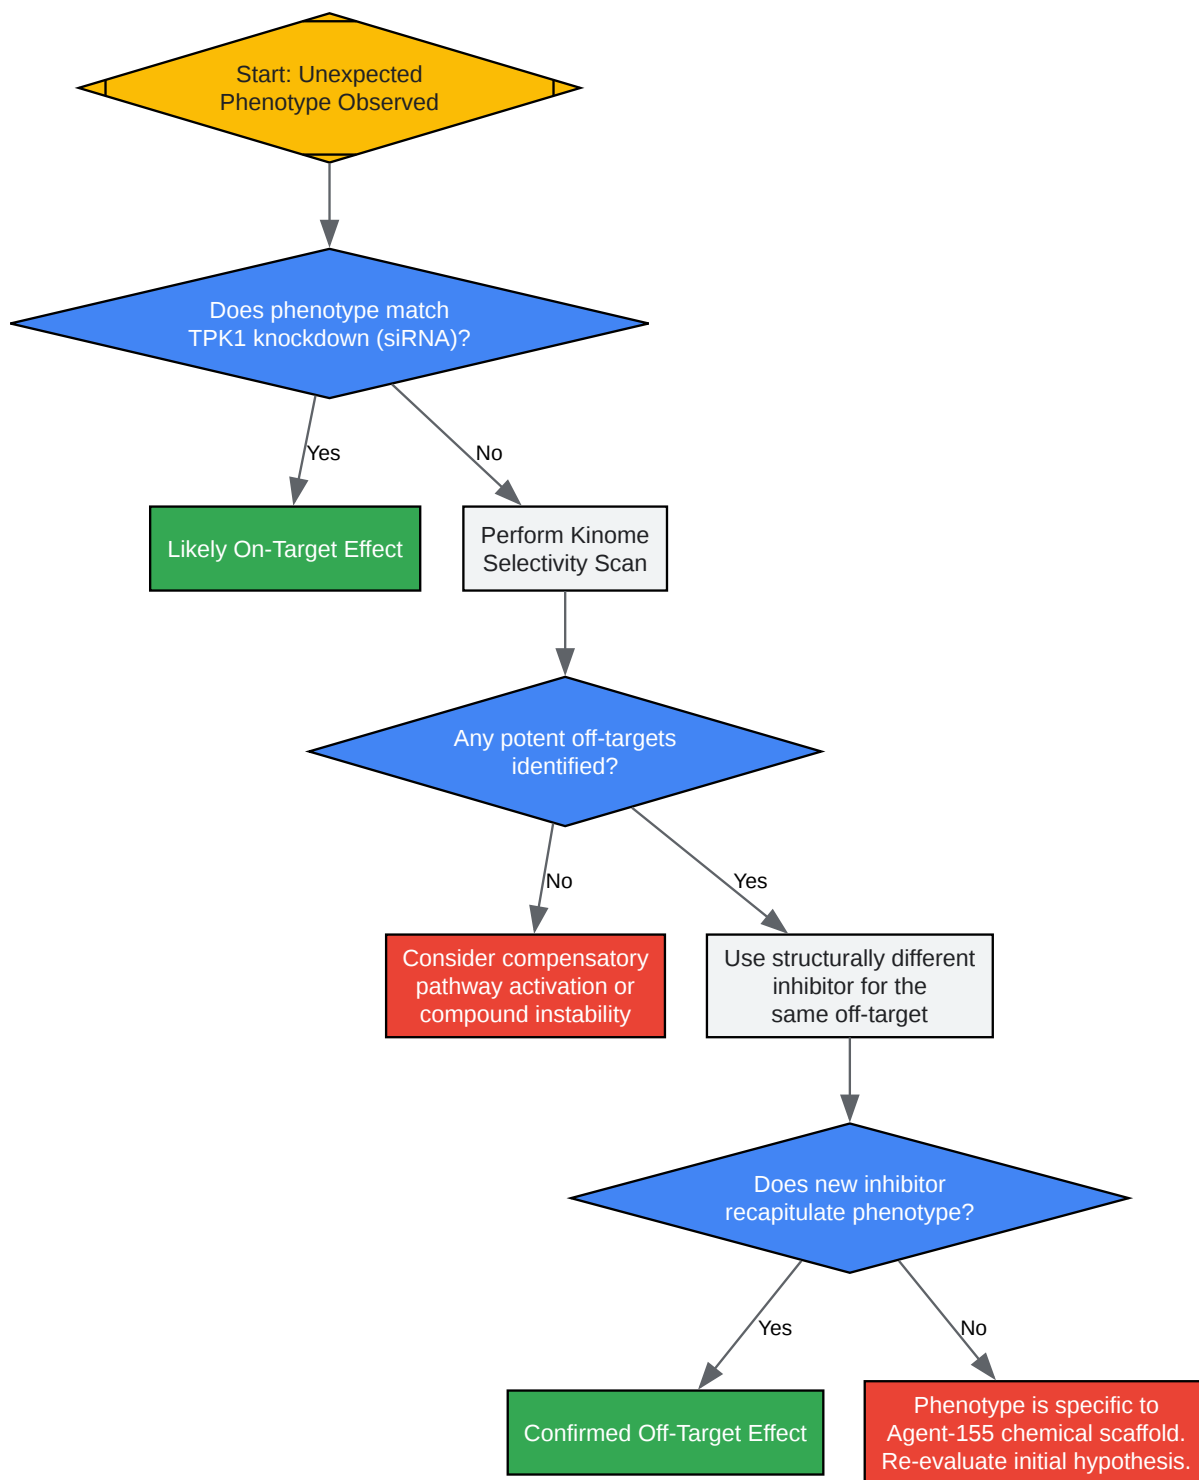 Start: Unexpected
Phenotype Observed
Does phenotype match
TPK1 knockdown (siRNA)?
Yes
No
Likely On-Target Effect
Perform Kinome
Selectivity Scan
Any potent off-targets
identified?
No
Yes
Consider compensatory
pathway activation or
compound instability
Use structurally different
inhibitor for the
same off-target
Does new inhibitor
recapitulate phenotype?
Yes
No
Confirmed Off-Target Effect
Phenotype is specific to
Agent-155 chemical scaffold.
Re-evaluate initial hypothesis.